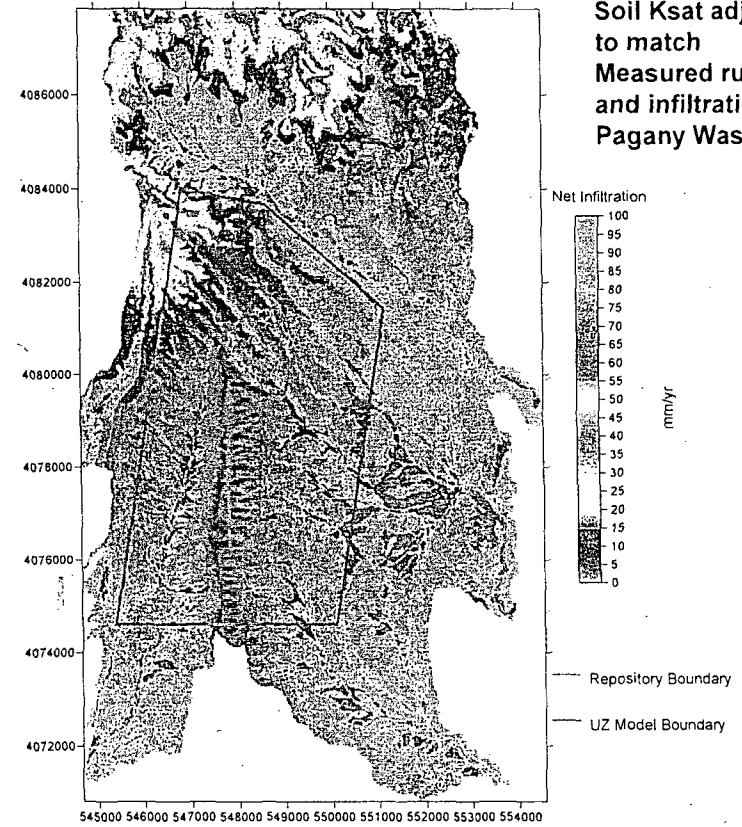 Soil Ksat adj
to match
Measured ru
and infiltrati
Pagany Was
Net Infiltration
100
95
90
85
80
75
70
65
60
55
50
45
40
35
30
25
20
15
10
5
0
mm/yr
4086000
4084000
4082000
4080000
4078000
4076000
4074000
4072000
Repository Boundary
UZ Model Boundary
545000 546000 547000 548000 549000 550000 551000 552000 553000 554000